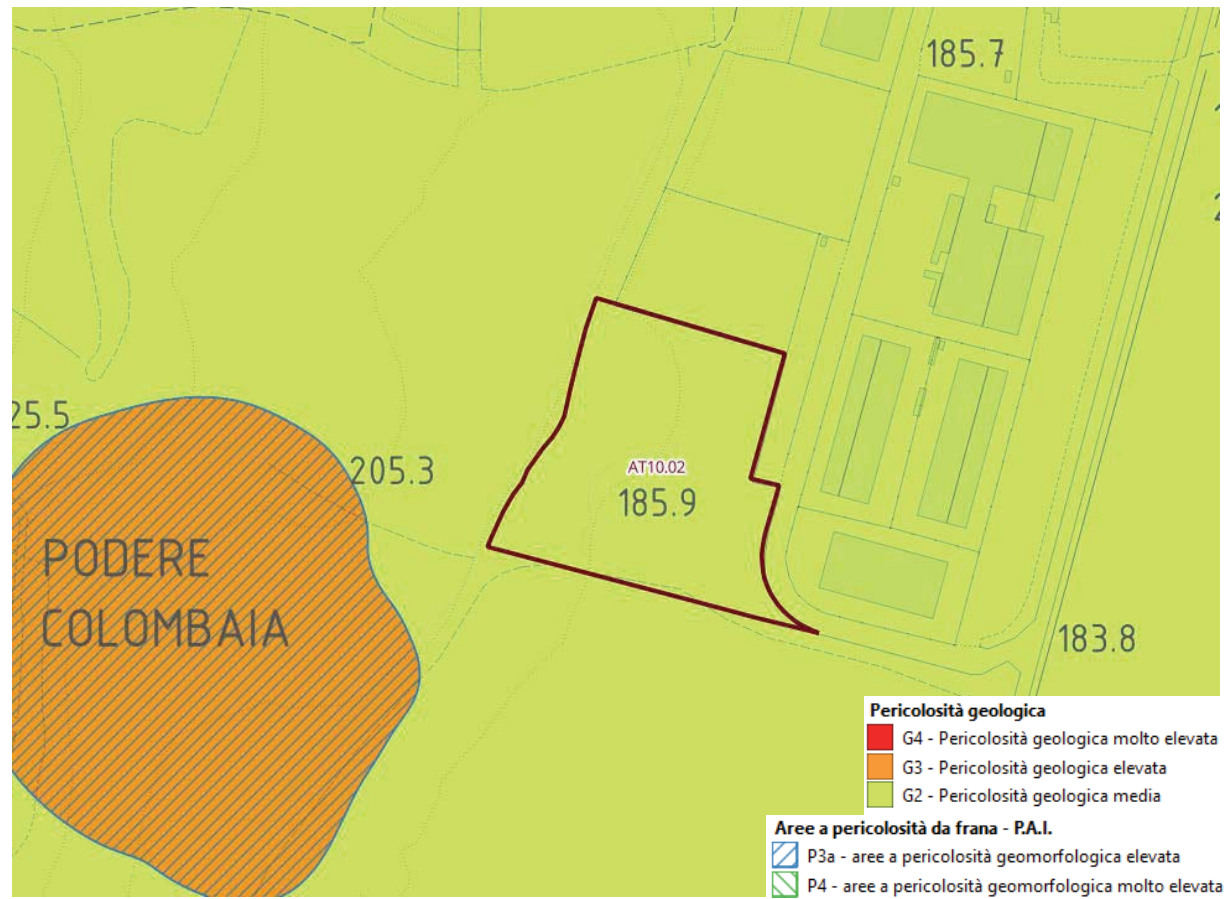 185.7
25.5
205.3
AT10.02
185.9
PODERE
COLOMBAIA
183.8
Pericolosità geologica
G4 - Pericolosità geologica molto elevata
G3 - Pericolosità geologica elevata
G2 - Pericolosità geologica media
Aree a pericolosità da frana - P.A.I.
P3a - aree a pericolosità geomorfologica elevata
P4 - aree a pericolosità geomorfologica molto elevata